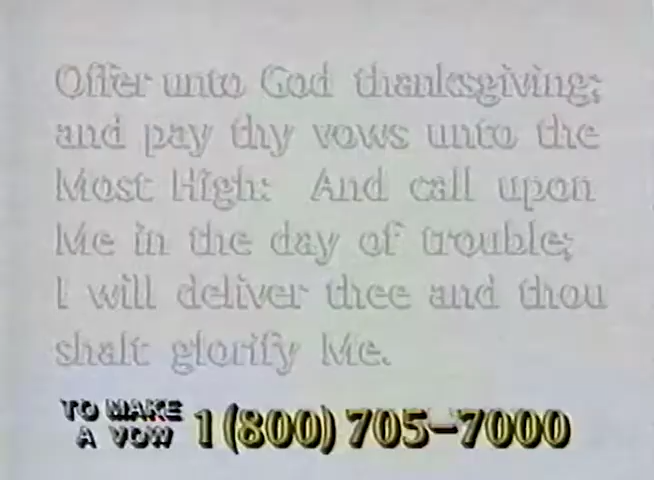 Offer unto God thanksgiving;
and pay thy vows unto the
Most High: And call upon
Me in the day of trouble;
I will deliver thee and thou
shalt glorify Me.
TO MAKE
A VOW 1 (800) 705-7000